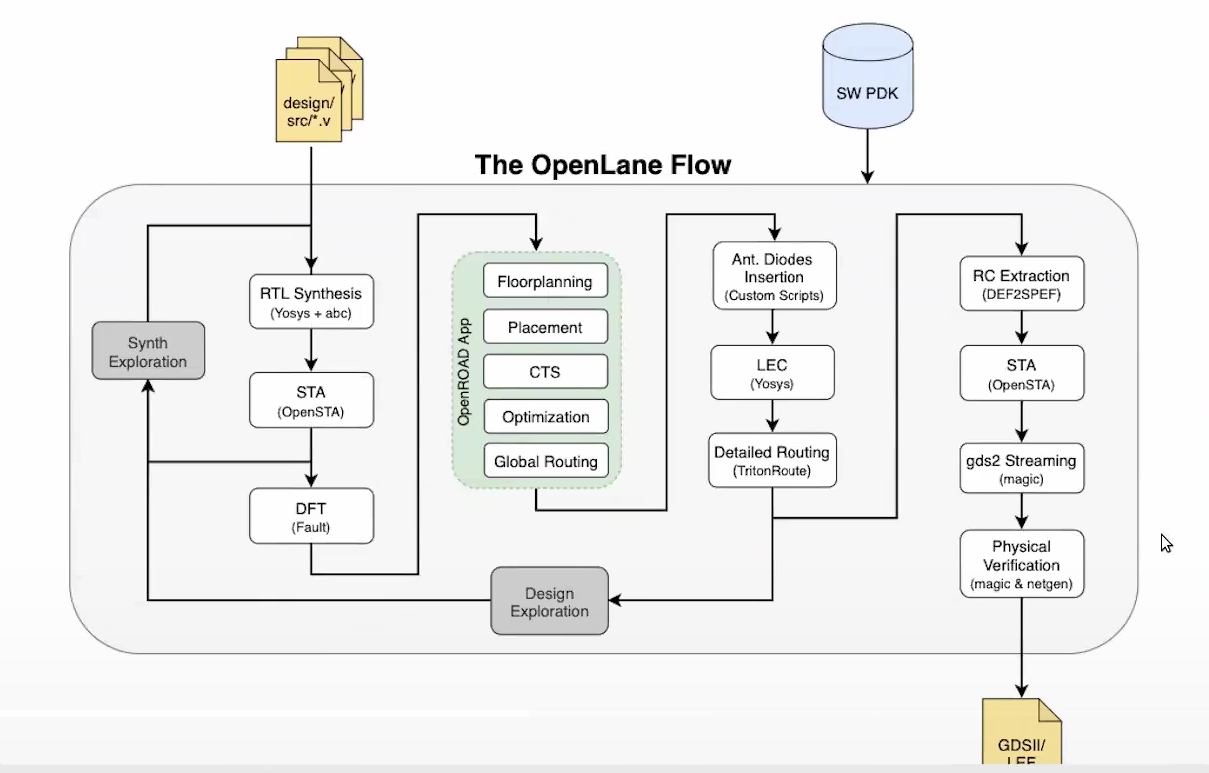 design/
src/*.v
SW PDK
The OpenLane Flow
RTL Synthesis
(Yosys + abc)
Synth
Exploration
STA
(OpenSTA)
DFT
(Fault)
OpenROAD App
Floorplanning
Placement
CTS
Optimization
Global Routing
Design
Exploration
Ant. Diodes
Insertion
(Custom Scripts)
LEC
(Yosys)
Detailed Routing
(TritonRoute)
RC Extraction
(DEF2SPEF)
STA
(OpenSTA)
gds2 Streaming
(magic)
Physical
Verification
(magic & netgen)
GDSII/
LEF